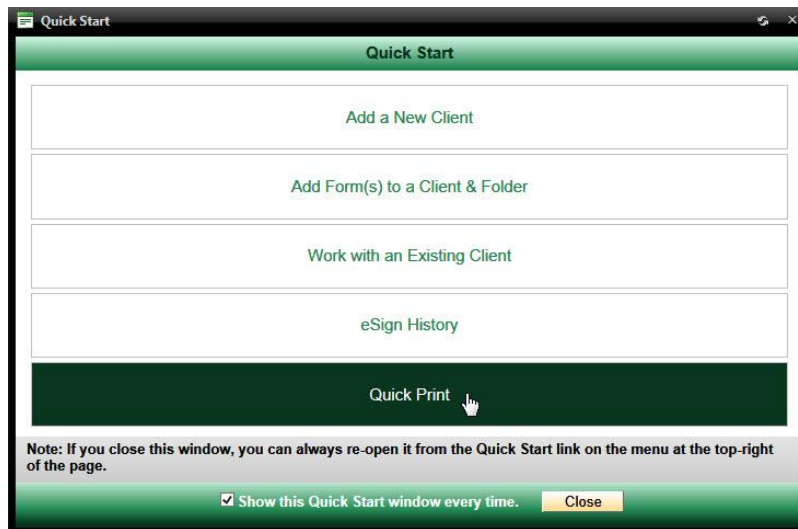 Quick Start
Quick Start
Add a New Client
Add Form(s) to a Client & Folder
Work with an Existing Client
eSign History
Quick Print
Note: If you close this window, you can always re-open it from the Quick Start link on the menu at the top-right
of the page.
Show this Quick Start window every time.
Close